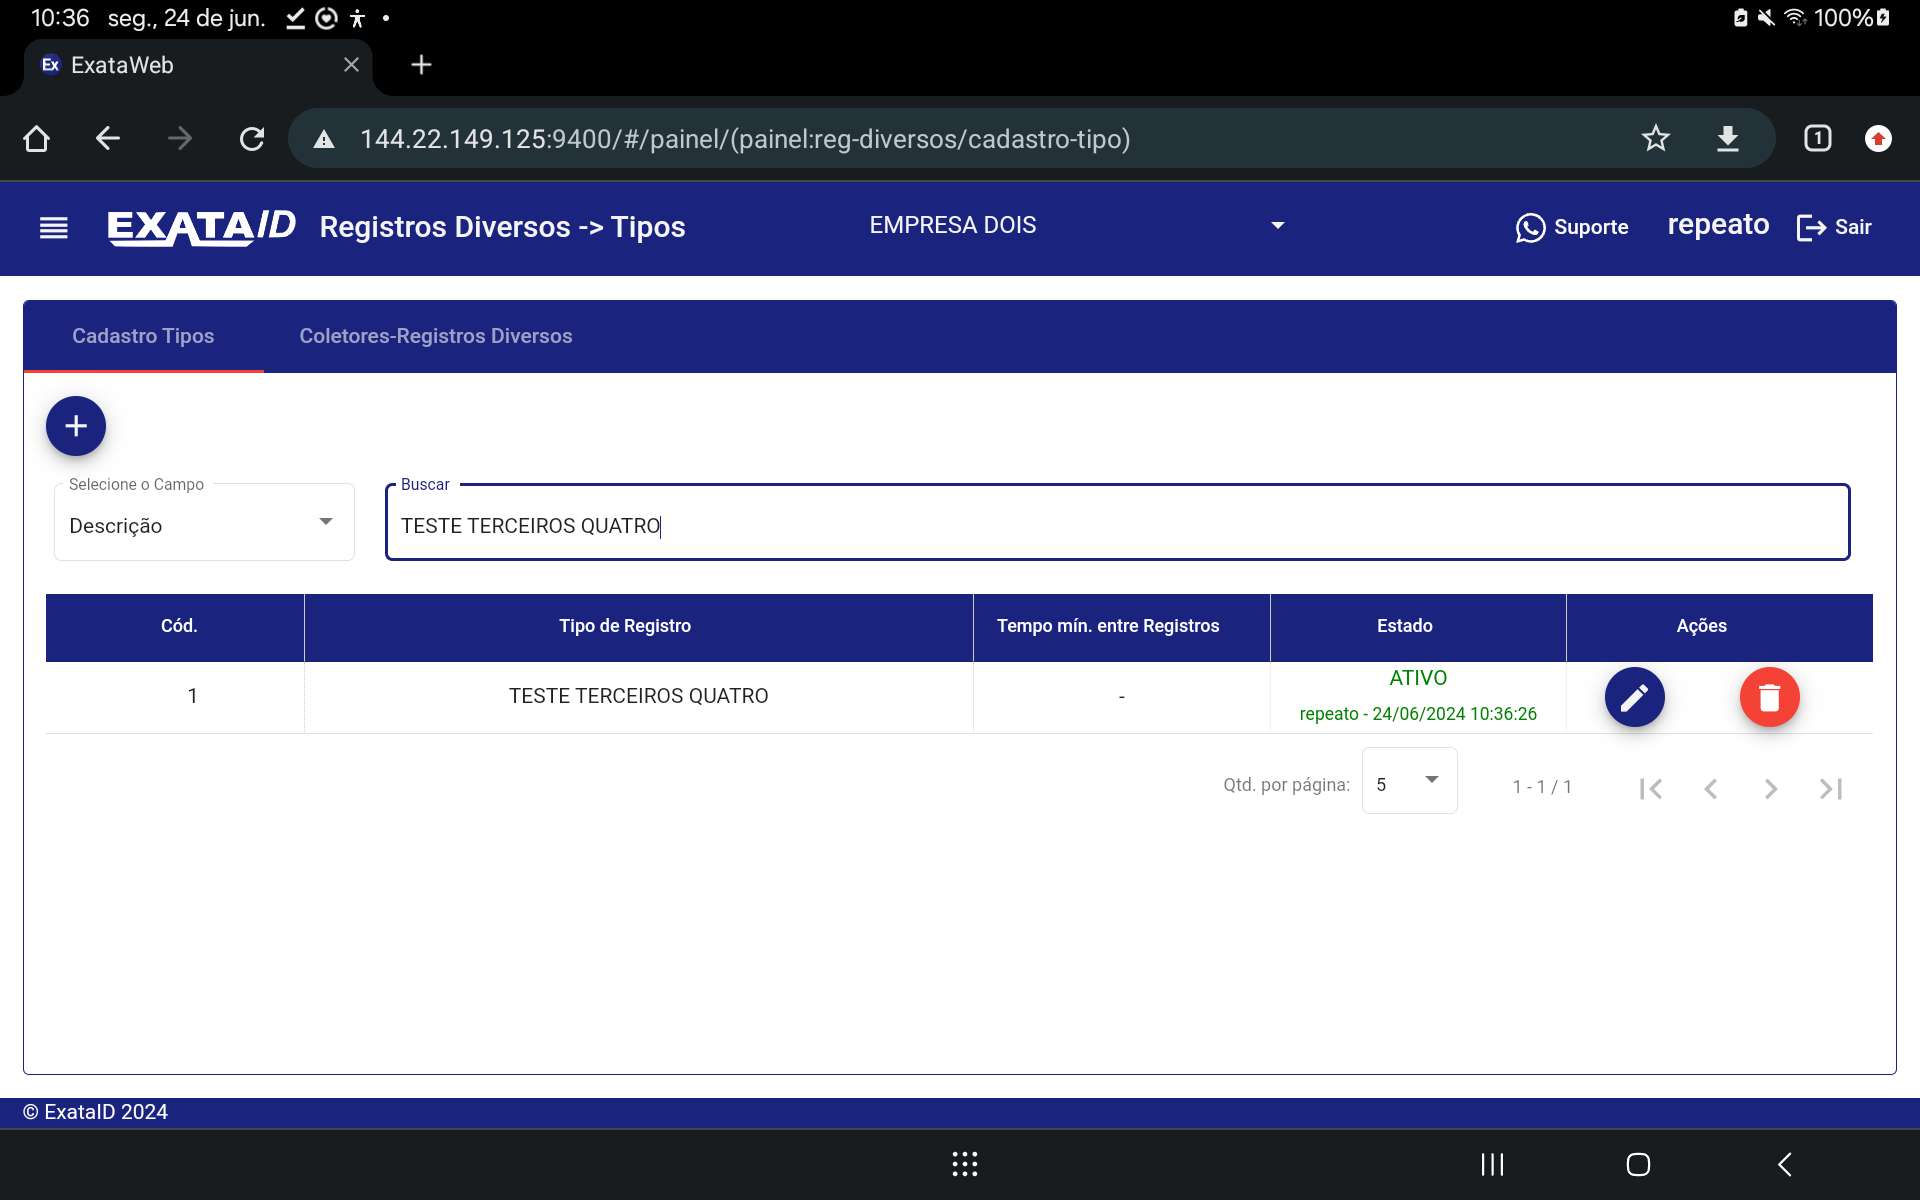 10:36 seg., 24 de jun.
100%
Ex ExataWeb
144.22.149.125:9400/#/painel/(painel:reg-diversos/cadastro-tipo)
1
EXATAID Registros Diversos -> Tipos
EMPRESA DOIS
Suporte
repeato
Sair
Cadastro Tipos
Coletores-Registros Diversos
Selecione o Campo
Descrição
Buscar
TESTE TERCEIROS QUATRO
Cód. Tipo de Registro Tempo mín. entre Registros Estado Ações
1 TESTE TERCEIROS QUATRO - ATIVO
repeato - 24/06/2024 10:36:26
Qtd. por página: 5 1 - 1 / 1
© ExataID 2024